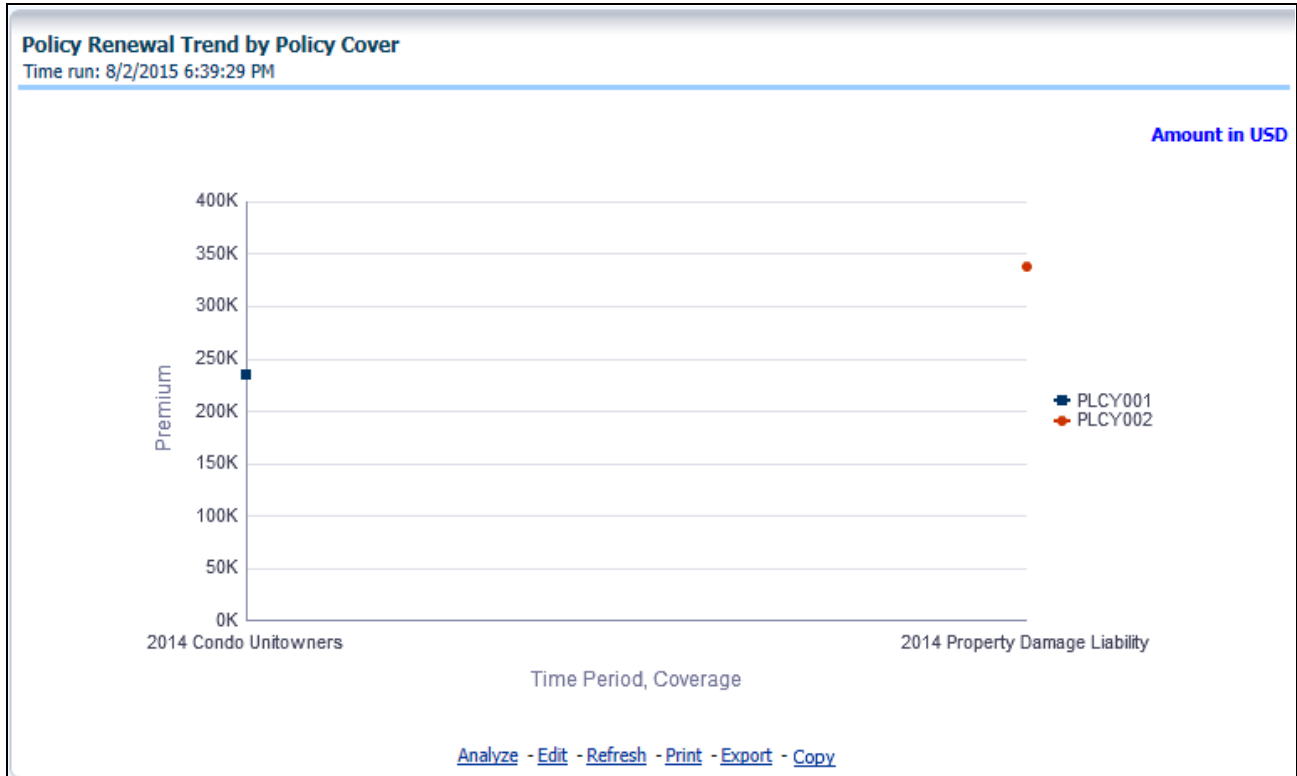 Policy Renewal Trend by Policy Cover
Time run: 8/2/2015 6:39:29 PM
Amount in USD
400K
350K
300K
250K
200K
150K
100K
50K
0K
Premium
PLCY001
PLCY002
2014 Condo Unitowners
2014 Property Damage Liability
Time Period, Coverage
Analyze - Edit - Refresh - Print - Export - Copy